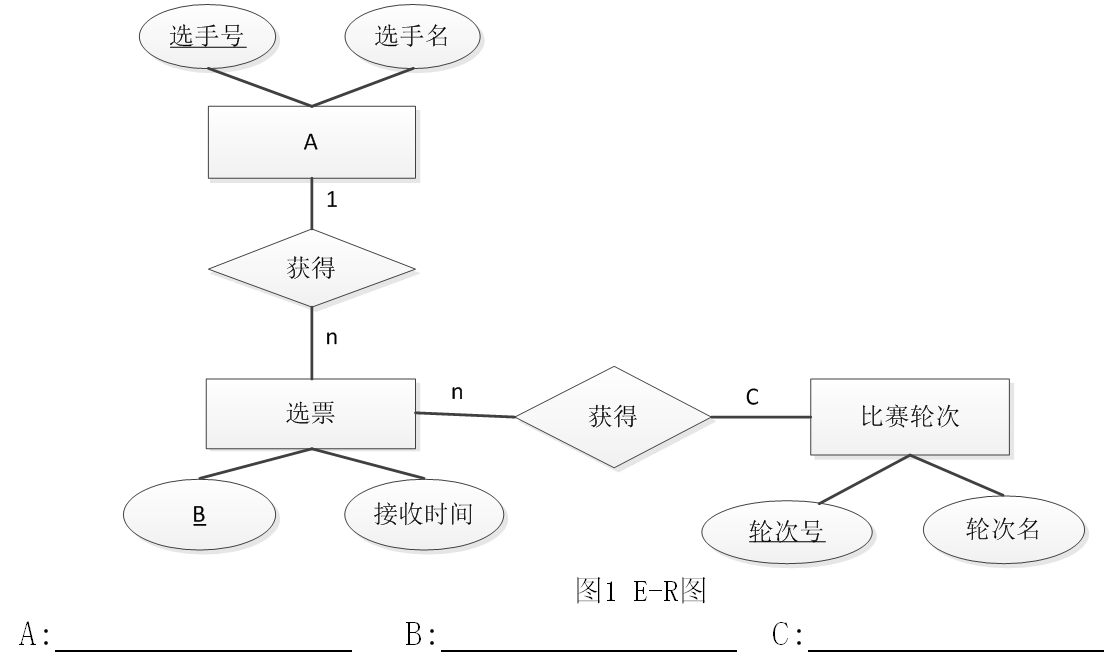 选手号 选手名
A
1
获得
n
选票 n 获得 C 比赛轮次
B 接收时间 轮次号 轮次名
图1 E-R图
A: B: C: